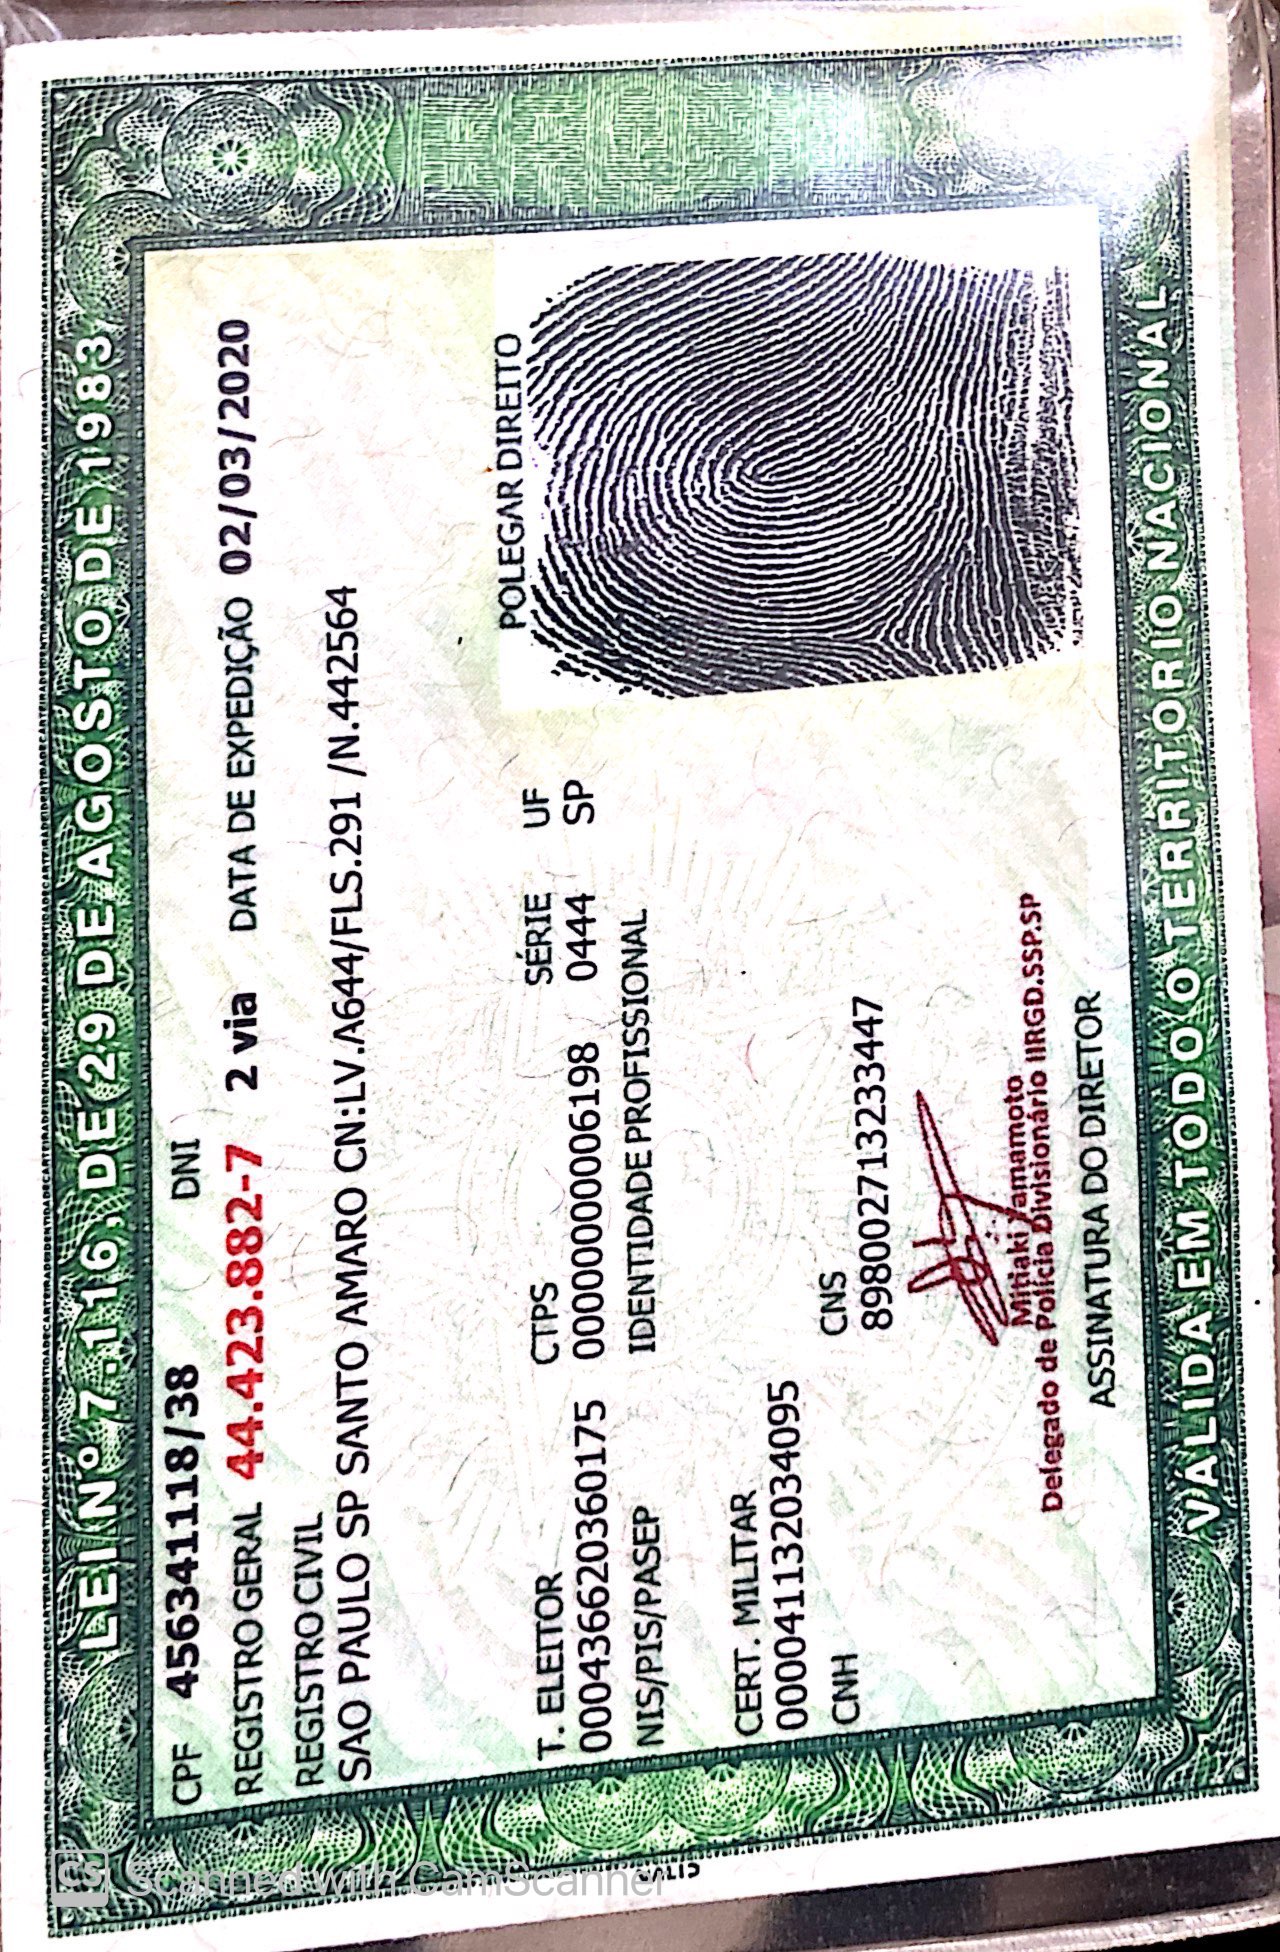 LEI Nº 7.116, DE 29 DE AGOSTO DE 1983
CPF 456341118/38 DNI
REGISTRO GERAL 44.423.882-7 2 via DATA DE EXPEDIÇÃO 02/03/2020
REGISTRO CIVIL
SAO PAULO SP SANTO AMARO CN:LV.A644/FLS.291 /N.442564
POLEGAR DIREITO
T. ELEITOR CTPS SÉRIE UF
000436620360175 00000000006198 0444 SP
NIS/PIS/PASEP IDENTIDADE PROFISSIONAL
CERT. MILITAR
000041132034095
CNH CNS
898002713233447
Mitiaki Yamamoto
Delegado de Polícia Divisionário IIRGD.SSP.SP
ASSINATURA DO DIRETOR
VÁLIDA EM TODO O TERRITÓRIO NACIONAL
CS Scanned with CamScanner